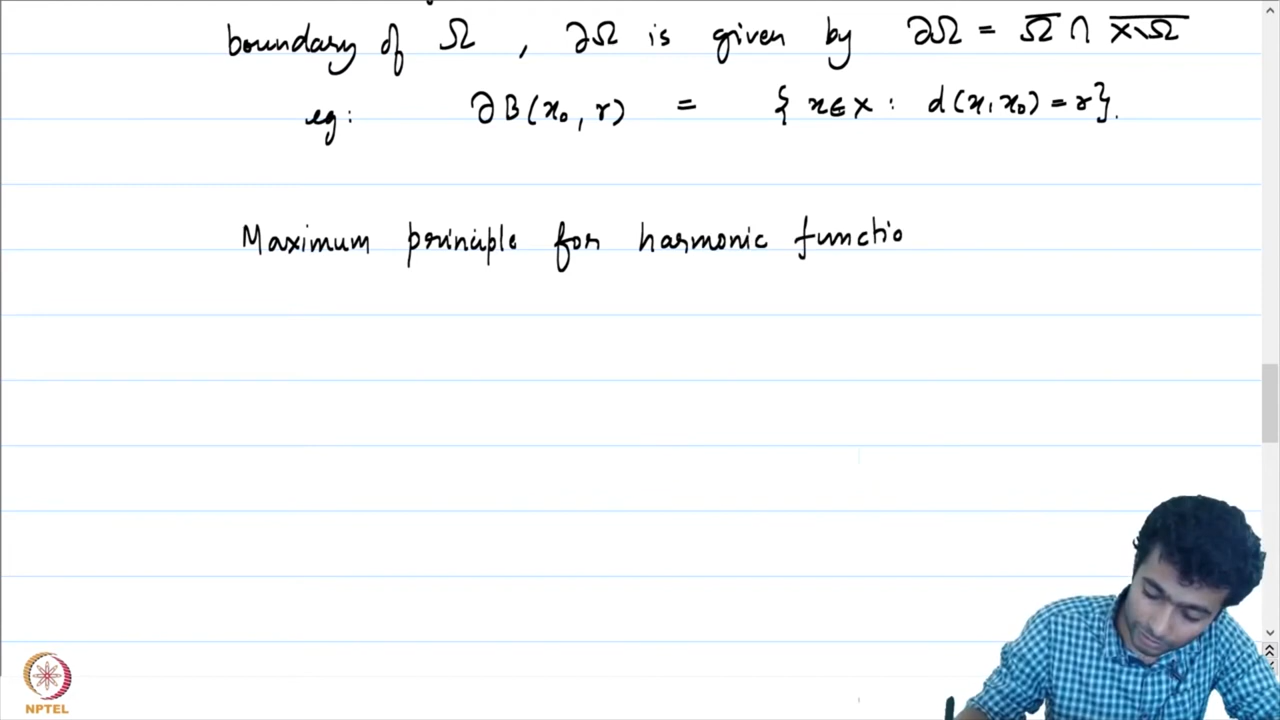 boundary of Ω , ∂Ω is given by ∂Ω = Ω̅ ∩ X̅\̅Ω̅
eg: ∂B(x₀, r) = { x ∈ X : d(x, x₀) = r}.
Maximum principle for harmonic functio
NPTEL